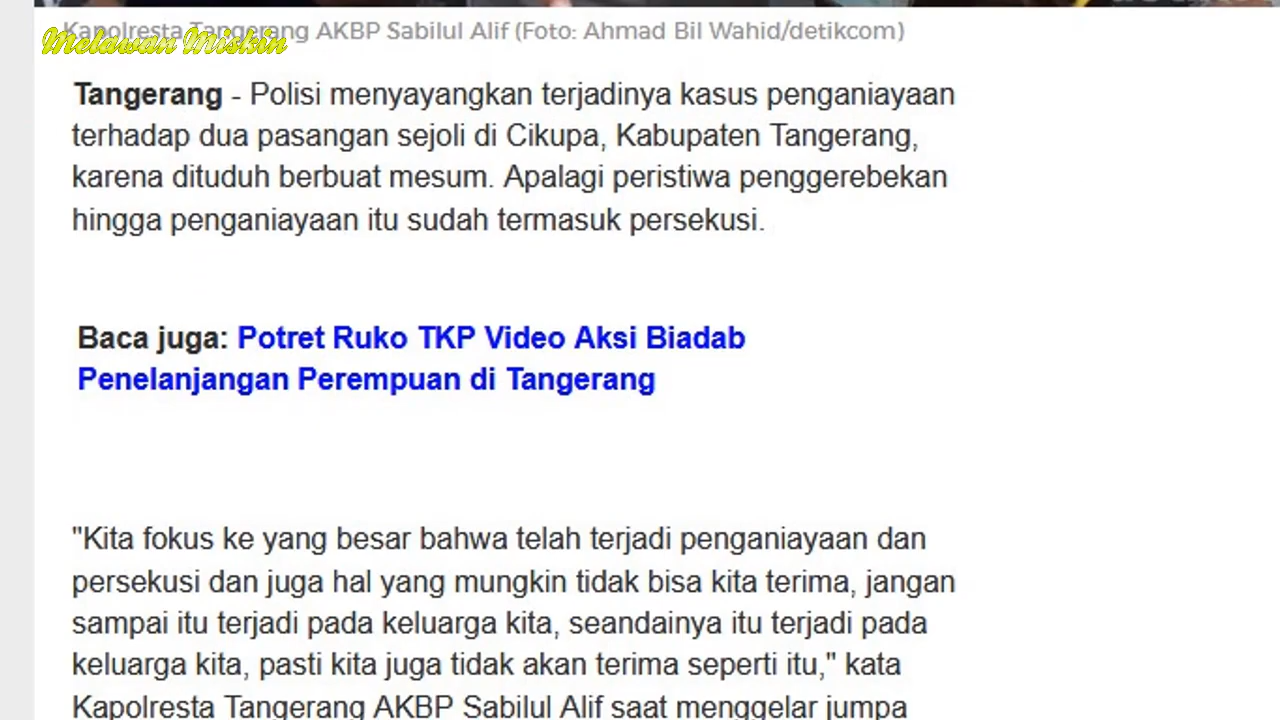 Kapolresta Tangerang AKBP Sabilul Alif (Foto: Ahmad Bil Wahid/detikcom)
Melawan Miskin
Tangerang - Polisi menyayangkan terjadinya kasus penganiayaan
terhadap dua pasangan sejoli di Cikupa, Kabupaten Tangerang,
karena dituduh berbuat mesum. Apalagi peristiwa penggerebekan
hingga penganiayaan itu sudah termasuk persekusi.
Baca juga: Potret Ruko TKP Video Aksi Biadab
Penelanjangan Perempuan di Tangerang
"Kita fokus ke yang besar bahwa telah terjadi penganiayaan dan
persekusi dan juga hal yang mungkin tidak bisa kita terima, jangan
sampai itu terjadi pada keluarga kita, seandainya itu terjadi pada
keluarga kita, pasti kita juga tidak akan terima seperti itu," kata
Kapolresta Tangerang AKBP Sabilul Alif saat menggelar jumpa